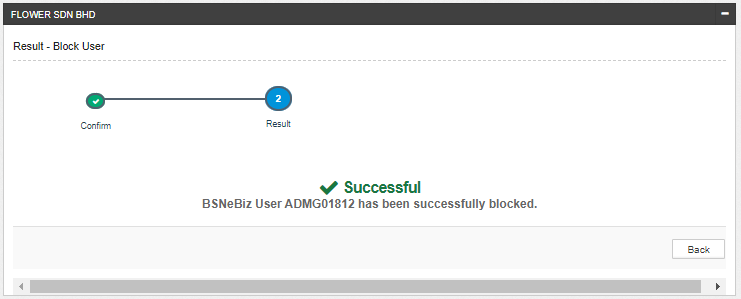 FLOWER SDN BHD
Result - Block User
2
Confirm
Result
Successful
BSNeBiz User ADMG01812 has been successfully blocked.
Back